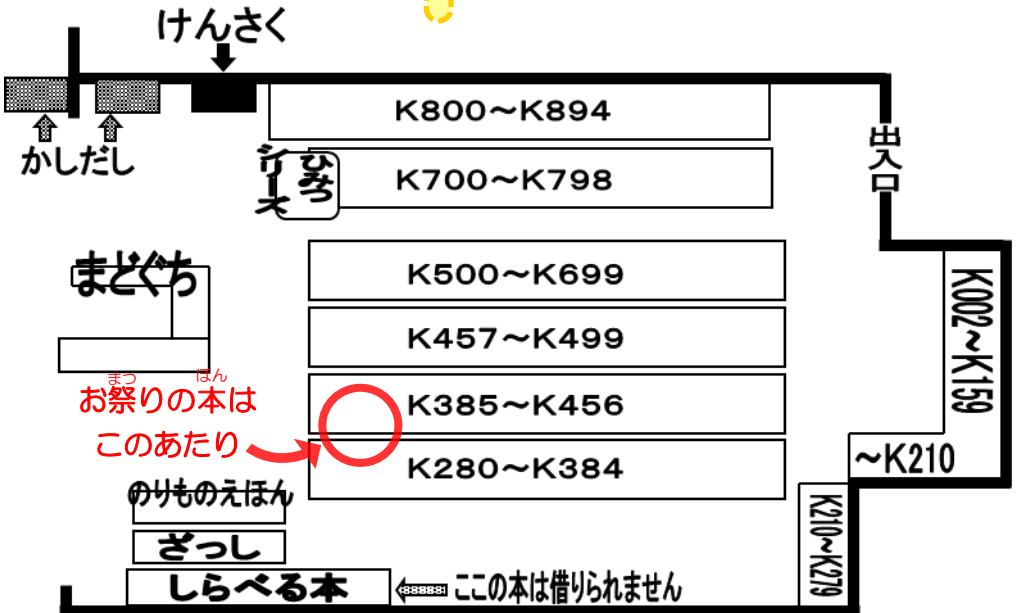 けんさく
かしだし
K800～K894
ひみつ
シリーズ
K700～K798
出入口
まどぐち
K500～K699
K002～K159
K457～K499
まつ ほん
お祭りの本は
このあたり
K385～K456
～K210
K280～K384
のりものえほん
K210～K279
ざっし
しらべる本
ここの本は借りられません